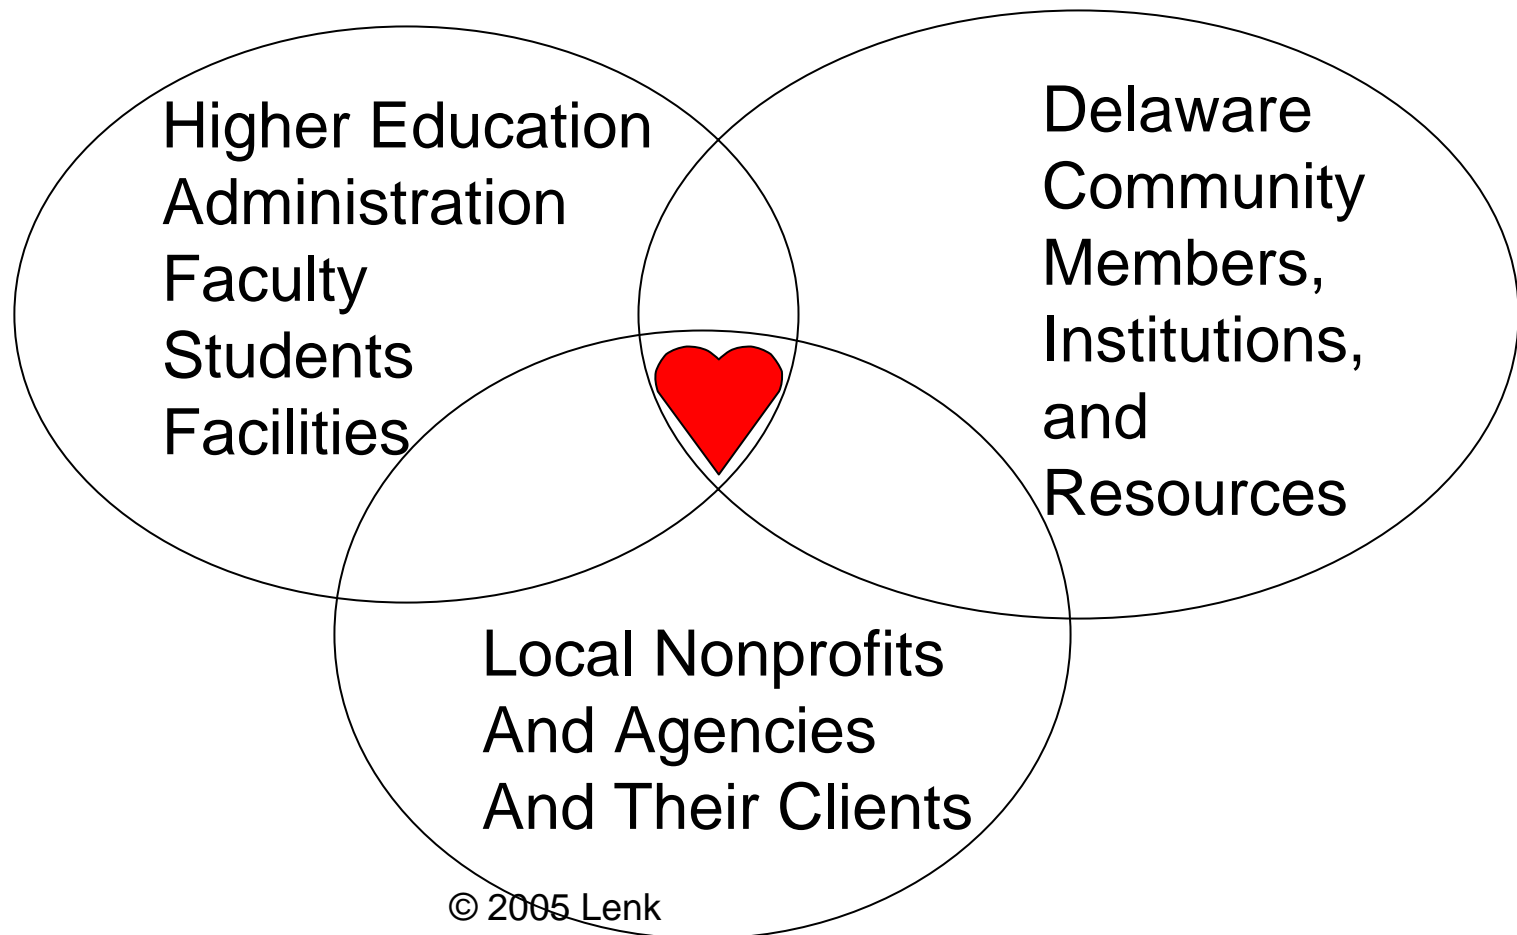 Higher Education
Administration
Faculty
Students
Facilities
Delaware
Community
Members,
Institutions,
and
Resources
Local Nonprofits
And Agencies
And Their Clients
© 2005 Lenk